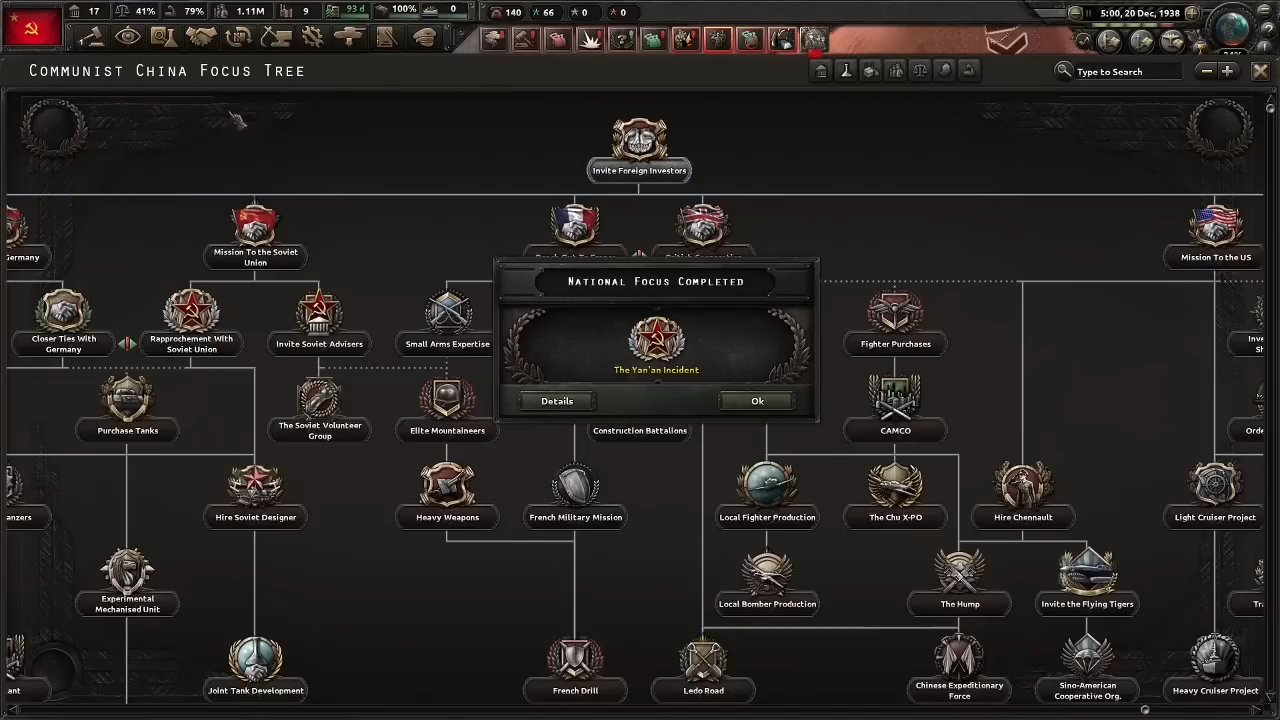 17
41%
79%
1.11M
9
93 d
100%
0
140
66
0
0
5:00, 20 Dec, 1938
Communist China Focus Tree
Type to Search
Invite Foreign Investors
Germany
Mission To the Soviet
Union
Mission To the US
National Focus Completed
The Yan'an Incident
Details
Ok
Closer Ties With
Germany
Rapprochement With
Soviet Union
Invite Soviet Advisers
Small Arms Expertise
Fighter Purchases
Purchase Tanks
The Soviet Volunteer
Group
Elite Mountaineers
Construction Battalions
CAMCO
Hire Soviet Designer
Heavy Weapons
French Military Mission
Local Fighter Production
The Chu X-PO
Hire Chennault
Light Cruiser Project
Experimental
Mechanised Unit
Local Bomber Production
The Hump
Invite the Flying Tigers
Joint Tank Development
French Drill
Ledo Road
Chinese Expeditionary
Force
Sino-American
Cooperative Org.
Heavy Cruiser Project